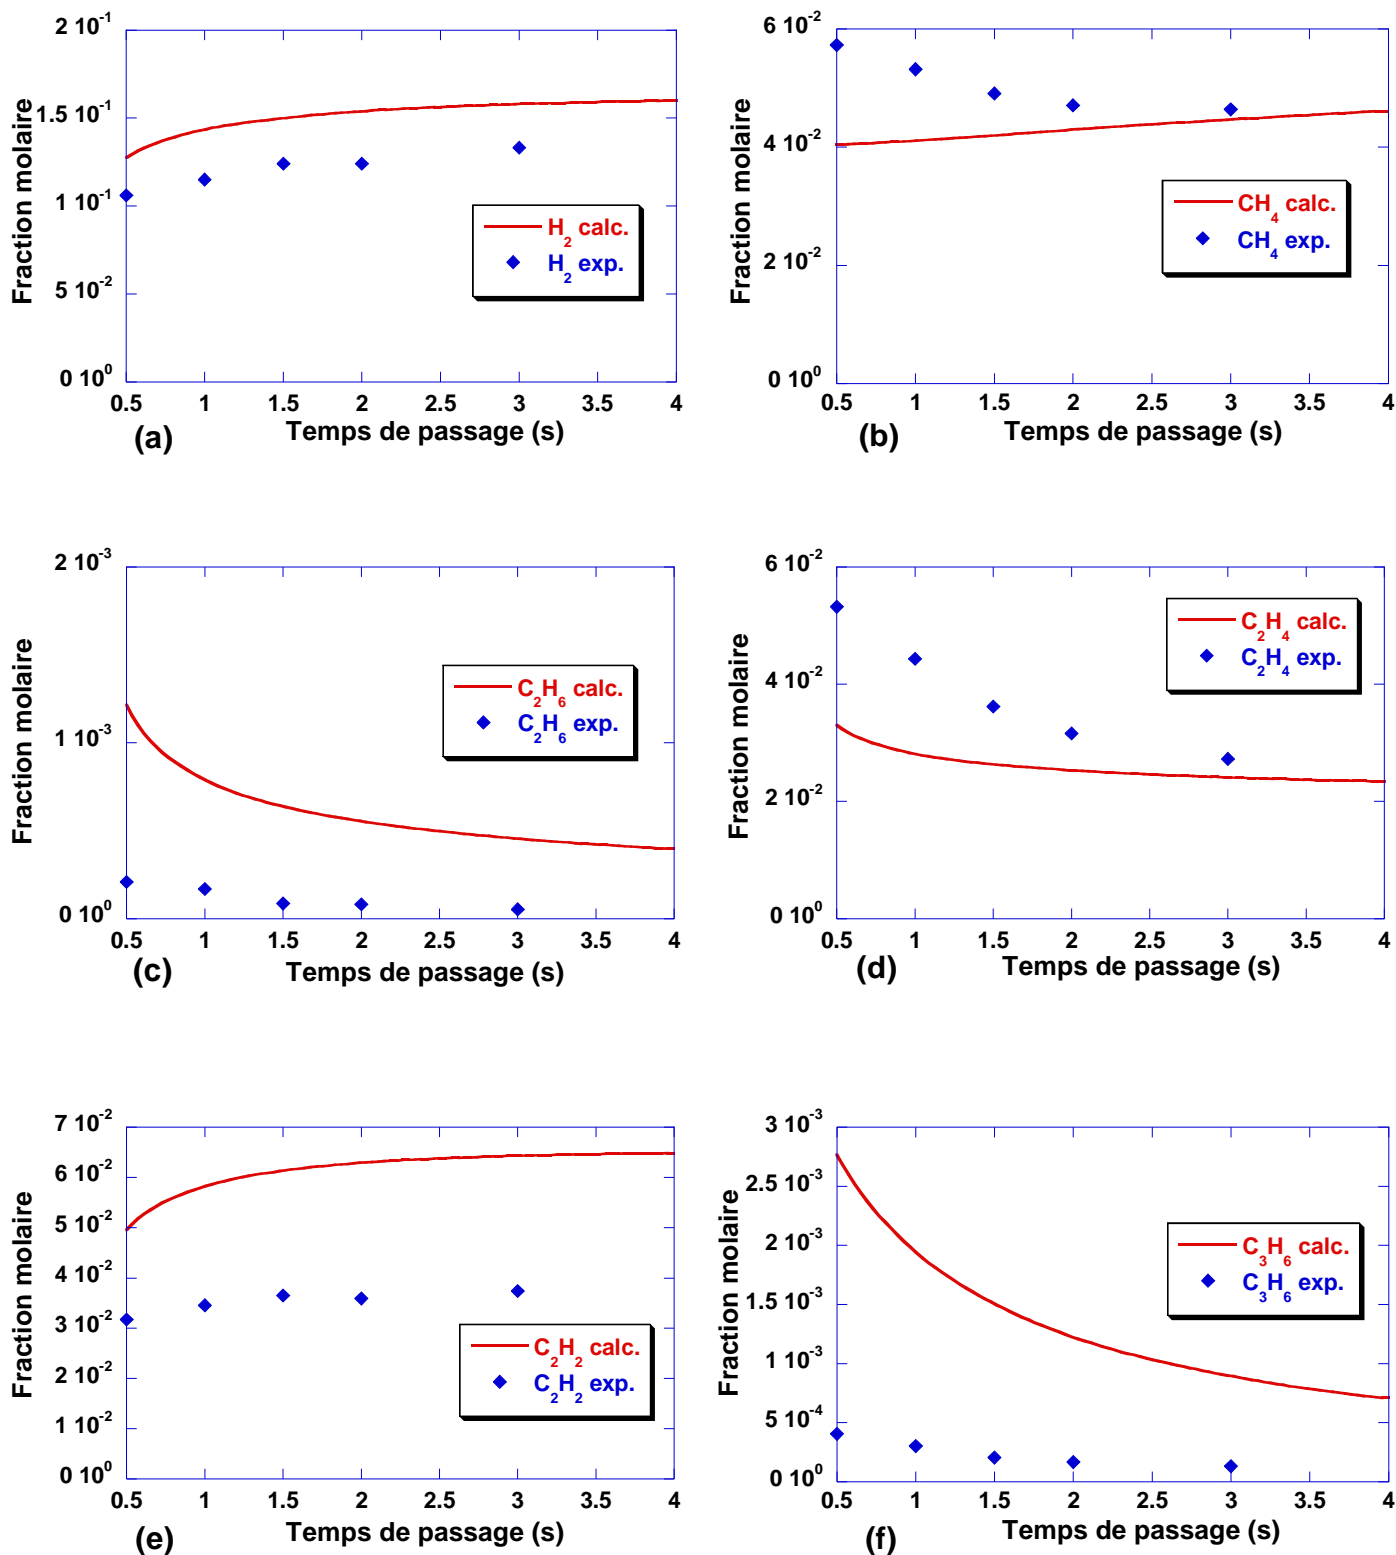 Fraction molaire
2 10⁻¹
1.5 10⁻¹
1 10⁻¹
5 10⁻²
0 10⁰
H₂ calc.
H₂ exp.
0.5 1 1.5 2 2.5 3 3.5 4
(a) Temps de passage (s)
Fraction molaire
6 10⁻²
4 10⁻²
2 10⁻²
0 10⁰
CH₄ calc.
CH₄ exp.
0.5 1 1.5 2 2.5 3 3.5 4
(b) Temps de passage (s)
Fraction molaire
2 10⁻³
1 10⁻³
0 10⁰
C₂H₆ calc.
C₂H₆ exp.
0.5 1 1.5 2 2.5 3 3.5 4
(c) Temps de passage (s)
Fraction molaire
6 10⁻²
4 10⁻²
2 10⁻²
0 10⁰
C₂H₄ calc.
C₂H₄ exp.
0.5 1 1.5 2 2.5 3 3.5 4
(d) Temps de passage (s)
Fraction molaire
7 10⁻²
6 10⁻²
5 10⁻²
4 10⁻²
3 10⁻²
2 10⁻²
1 10⁻²
0 10⁰
C₂H₂ calc.
C₂H₂ exp.
0.5 1 1.5 2 2.5 3 3.5 4
(e) Temps de passage (s)
Fraction molaire
3 10⁻³
2.5 10⁻³
2 10⁻³
1.5 10⁻³
1 10⁻³
5 10⁻⁴
0 10⁰
C₃H₆ calc.
C₃H₆ exp.
0.5 1 1.5 2 2.5 3 3.5 4
(f) Temps de passage (s)